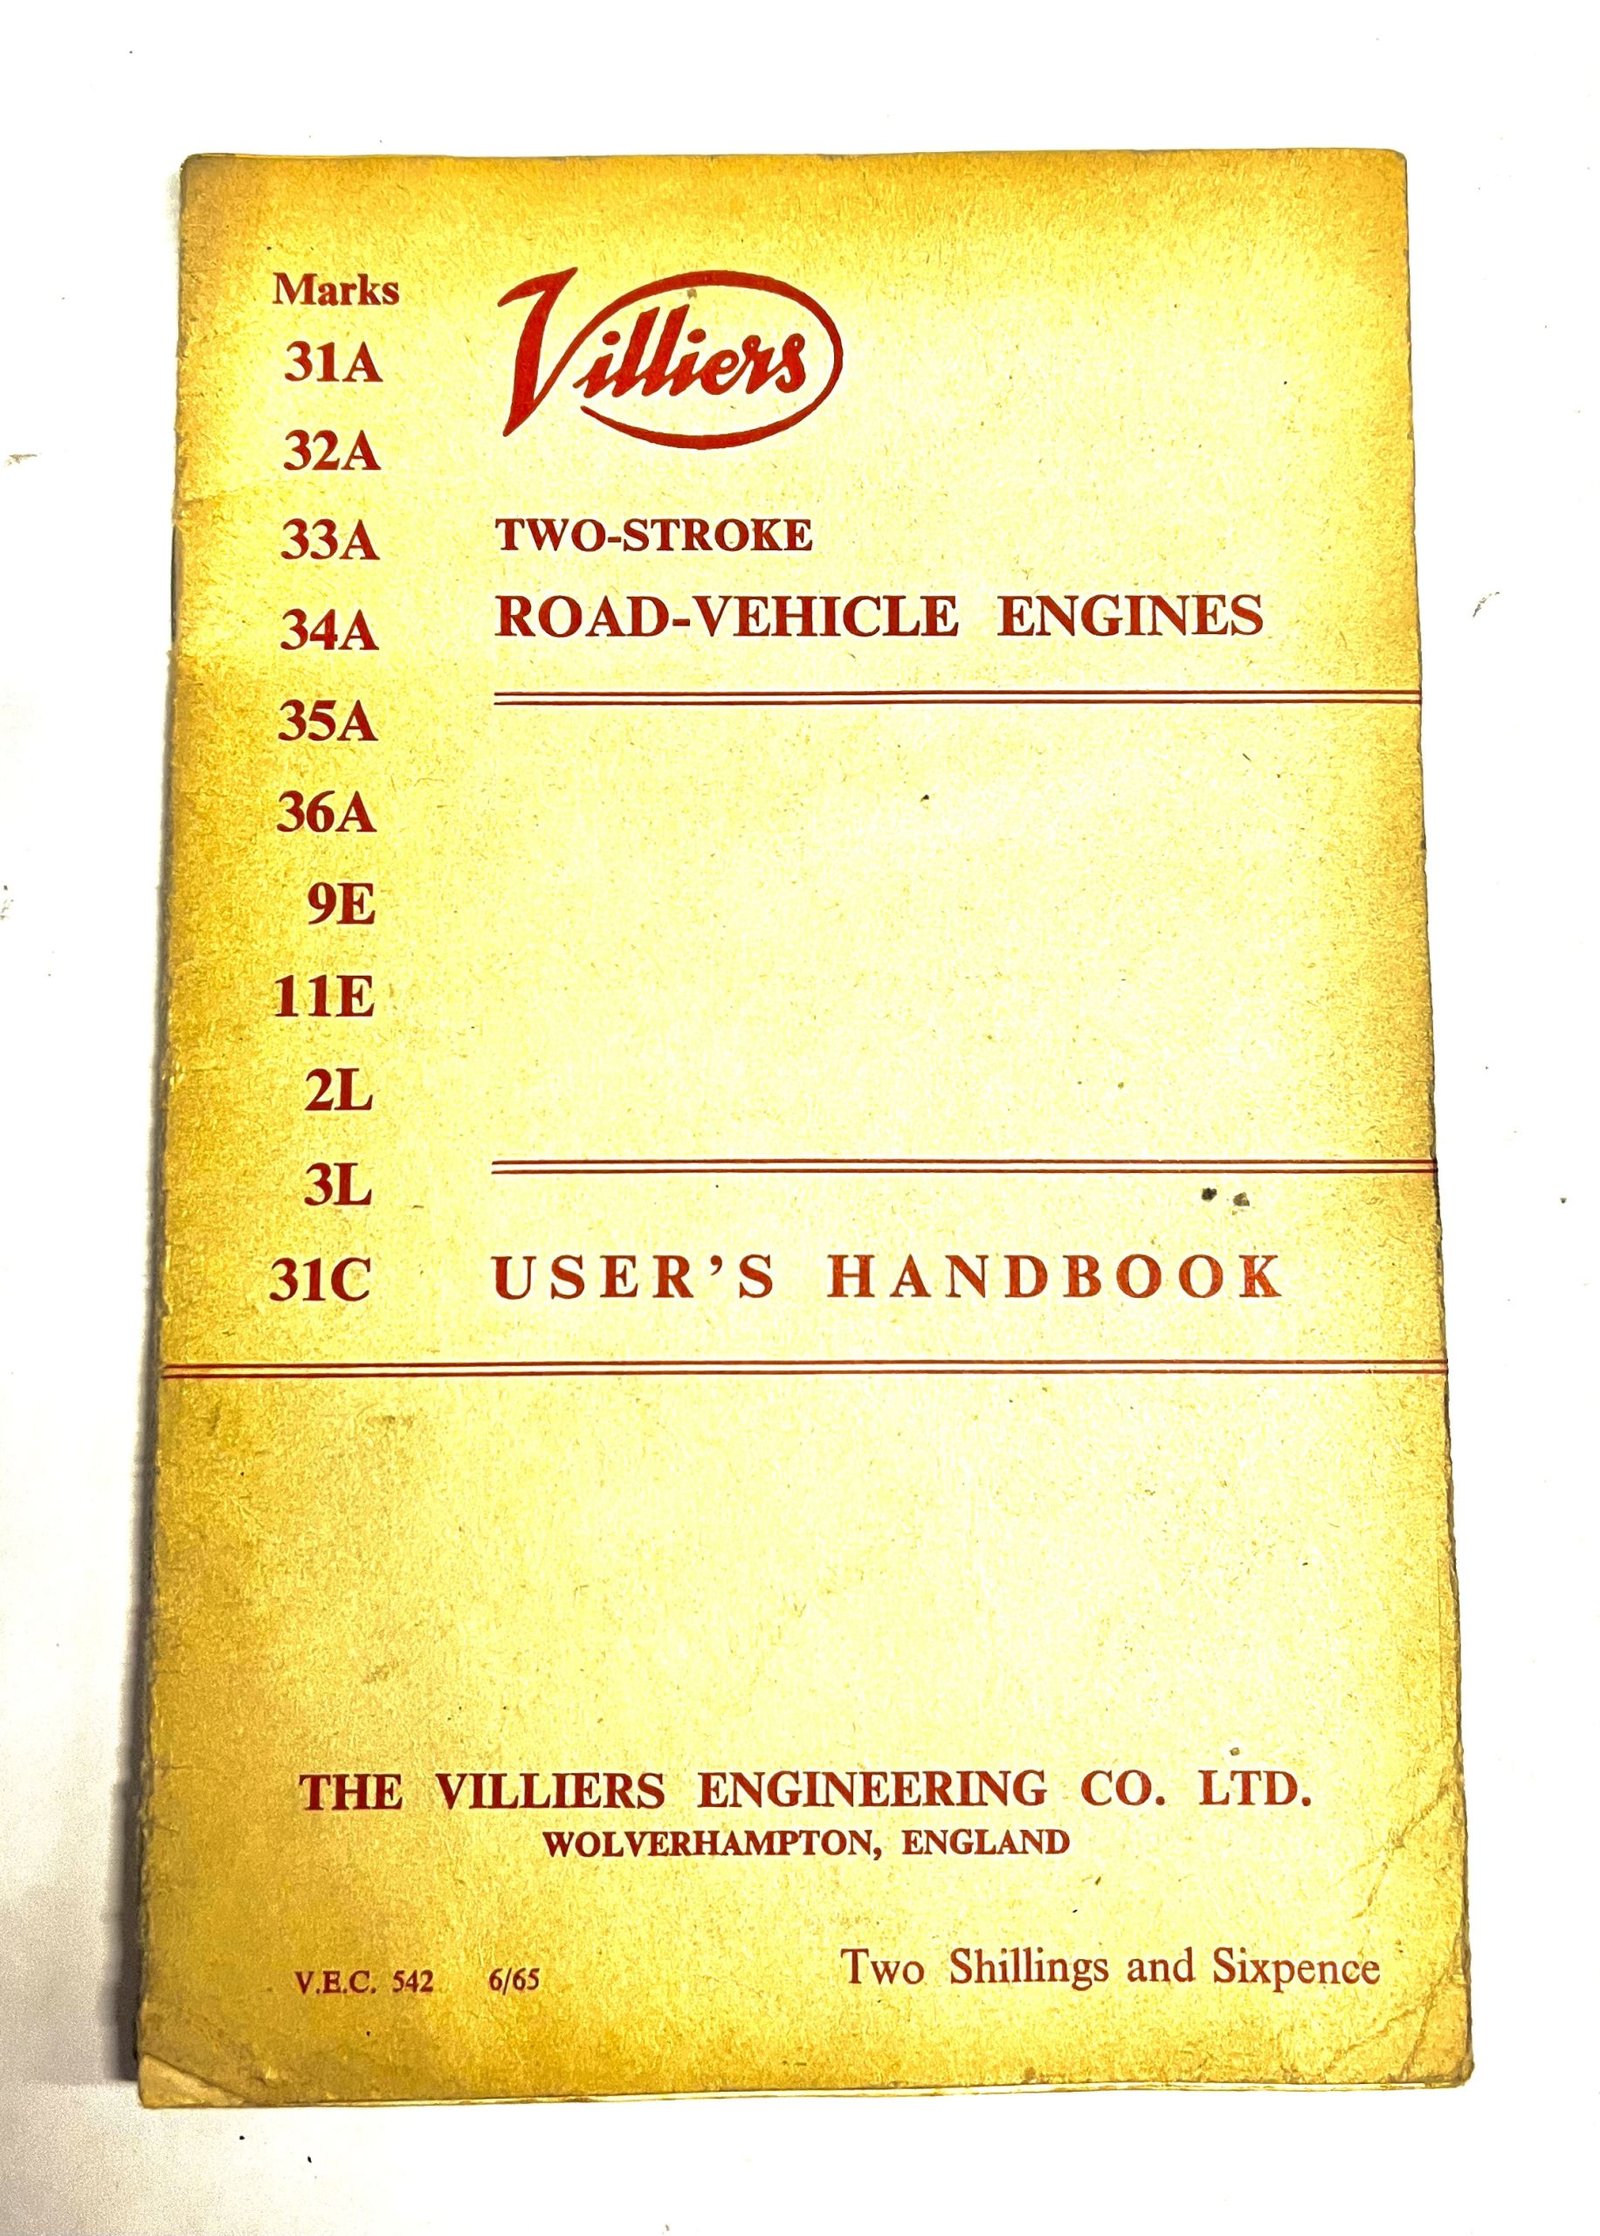 Marks
31A
32A
33A
34A
35A
36A
9E
11E
2L
3L
31C
Villiers
TWO-STROKE
ROAD-VEHICLE ENGINES
USER'S HANDBOOK
THE VILLIERS ENGINEERING CO. LTD.
WOLVERHAMPTON, ENGLAND
V.E.C. 542 6/65
Two Shillings and Sixpence